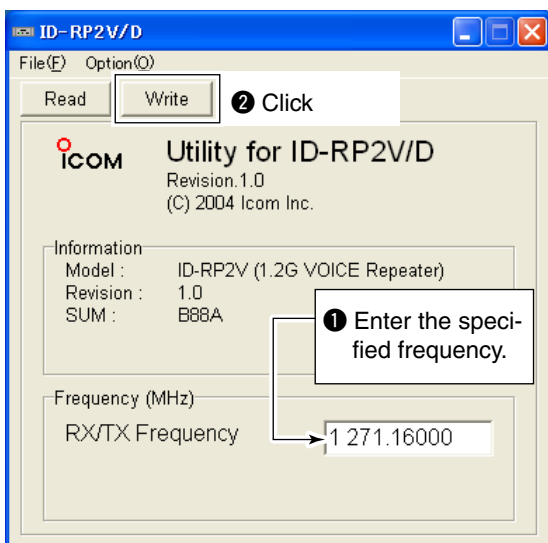 ID-RP2V/D
File(F) Option(O)
Read Write ❷ Click
ICOM Utility for ID-RP2V/D
Revision.1.0
(C) 2004 Icom Inc.
Information
Model : ID-RP2V (1.2G VOICE Repeater)
Revision : 1.0
SUM : B88A
❶ Enter the speci-
fied frequency.
Frequency (MHz)
RX/TX Frequency 1 271.16000